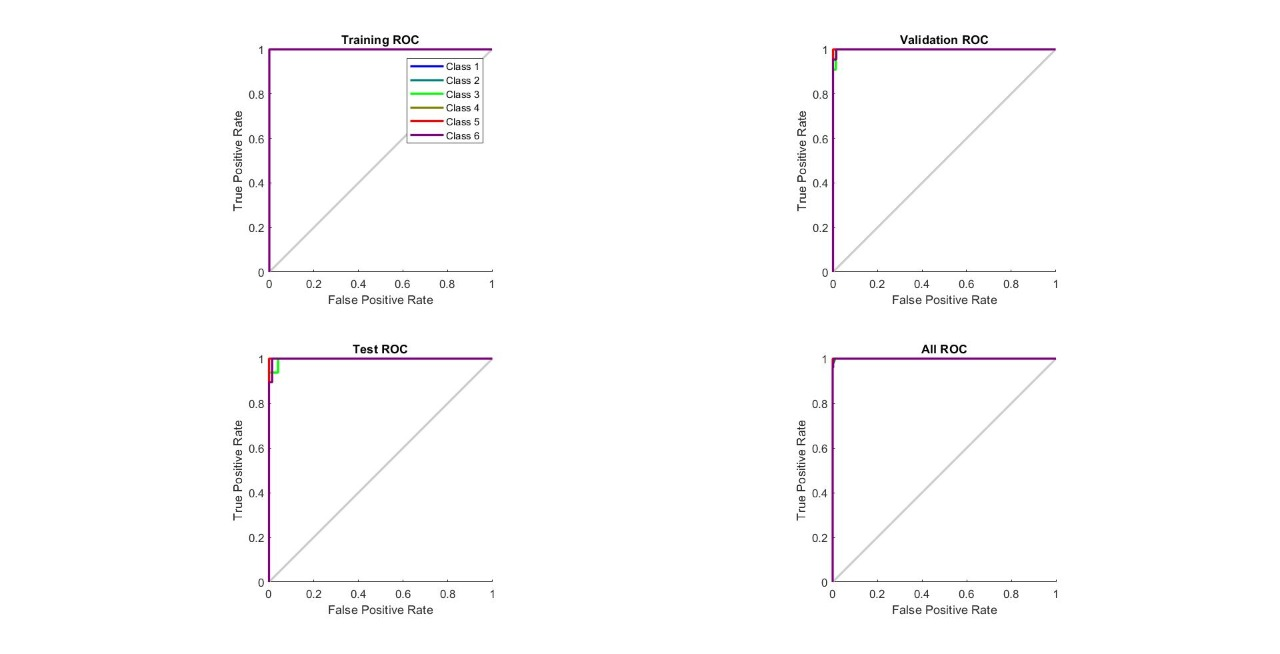 Training ROC
True Positive Rate
1
0.8
0.6
0.4
0.2
0
Class 1
Class 2
Class 3
Class 4
Class 5
Class 6
0 0.2 0.4 0.6 0.8 1
False Positive Rate
Validation ROC
True Positive Rate
1
0.8
0.6
0.4
0.2
0
0 0.2 0.4 0.6 0.8 1
False Positive Rate
Test ROC
True Positive Rate
1
0.8
0.6
0.4
0.2
0
0 0.2 0.4 0.6 0.8 1
False Positive Rate
All ROC
True Positive Rate
1
0.8
0.6
0.4
0.2
0
0 0.2 0.4 0.6 0.8 1
False Positive Rate